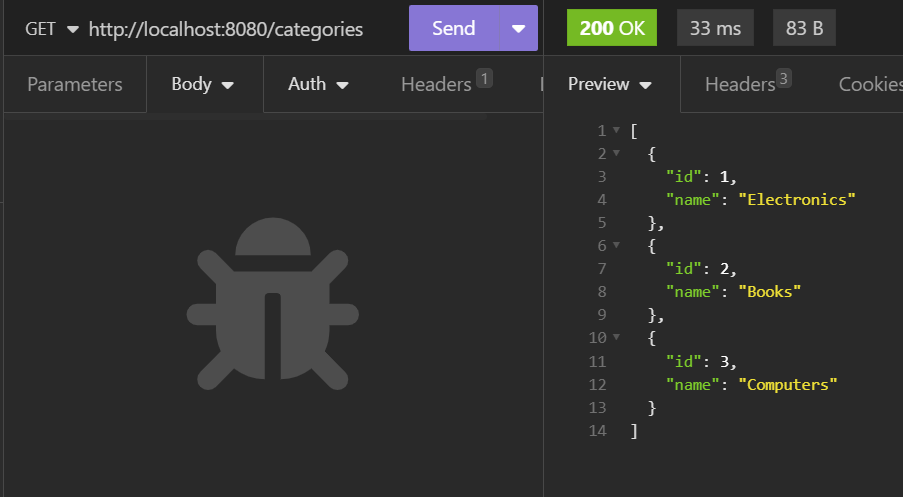 GET http://localhost:8080/categories Send 200 OK 33 ms 83 B
Parameters Body Auth Headers 1 Preview Headers 3 Cookies
1 [
2 {
3 "id": 1,
4 "name": "Electronics"
5 },
6 {
7 "id": 2,
8 "name": "Books"
9 },
10 {
11 "id": 3,
12 "name": "Computers"
13 }
14 ]